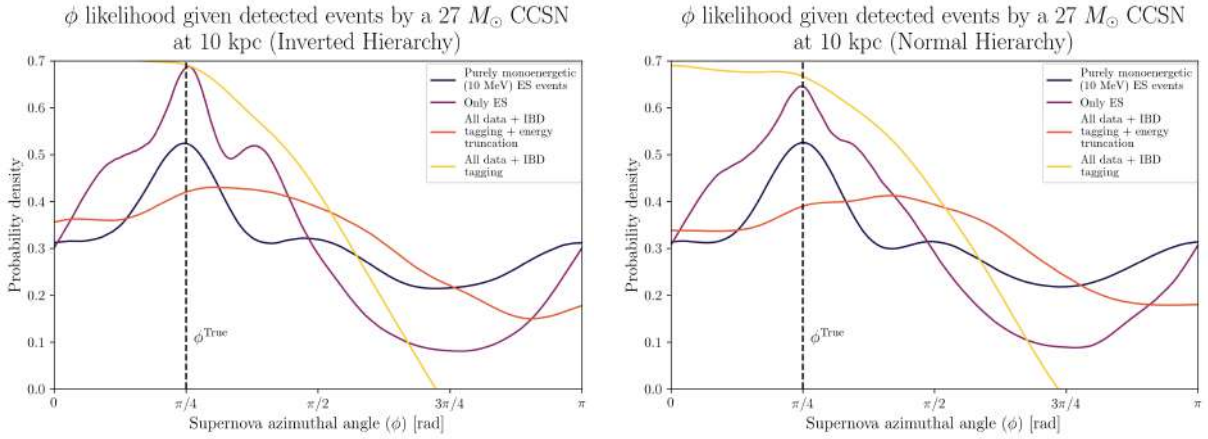 ϕ likelihood given detected events by a 27 M⊙ CCSN
at 10 kpc (Inverted Hierarchy)
0.7
0.6
0.5
0.4
0.3
0.2
0.1
0.0
Probability density
Purely monoenergetic
(10 MeV) ES events
Only ES
All data + IBD
tagging + energy
truncation
All data + IBD
tagging
ϕTrue
0
π/4
π/2
3π/4
π
Supernova azimuthal angle (ϕ) [rad]
ϕ likelihood given detected events by a 27 M⊙ CCSN
at 10 kpc (Normal Hierarchy)
0.7
0.6
0.5
0.4
0.3
0.2
0.1
0.0
Probability density
Purely monoenergetic
(10 MeV) ES events
Only ES
All data + IBD
tagging + energy
truncation
All data + IBD
tagging
ϕTrue
0
π/4
π/2
3π/4
π
Supernova azimuthal angle (ϕ) [rad]